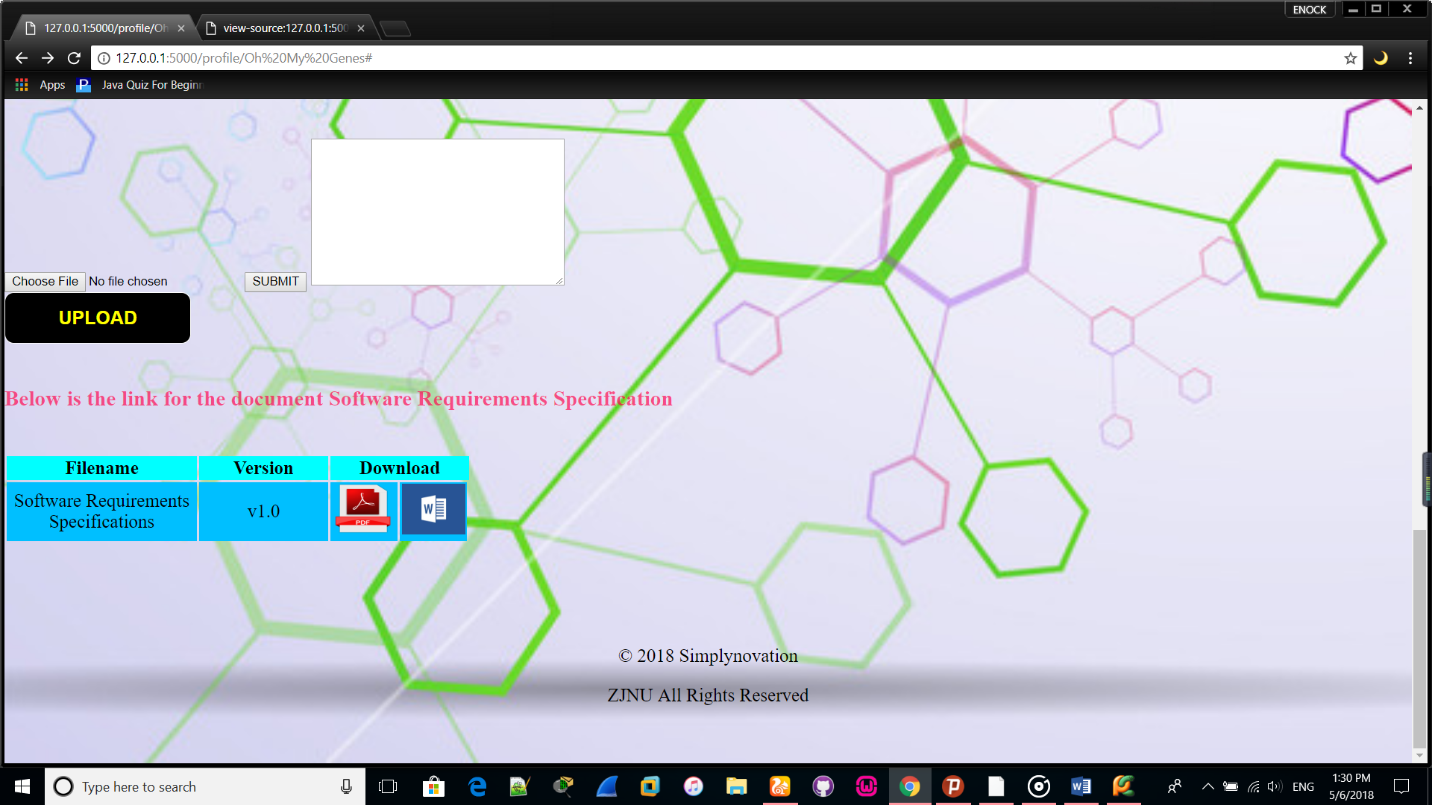 ENOCK
127.0.0.1:5000/profile/Oh
view-source:127.0.0.1:500
127.0.0.1:5000/profile/Oh%20My%20Genes#
Apps
P
Java Quiz For Beginn
Choose File No file chosen
SUBMIT
UPLOAD
Below is the link for the document Software Requirements Specification
Filename Version Download
Software Requirements
Specifications
v1.0
PDF
W
© 2018 Simplynovation
ZJNU All Rights Reserved
Type here to search
ENG
1:30 PM
5/6/2018